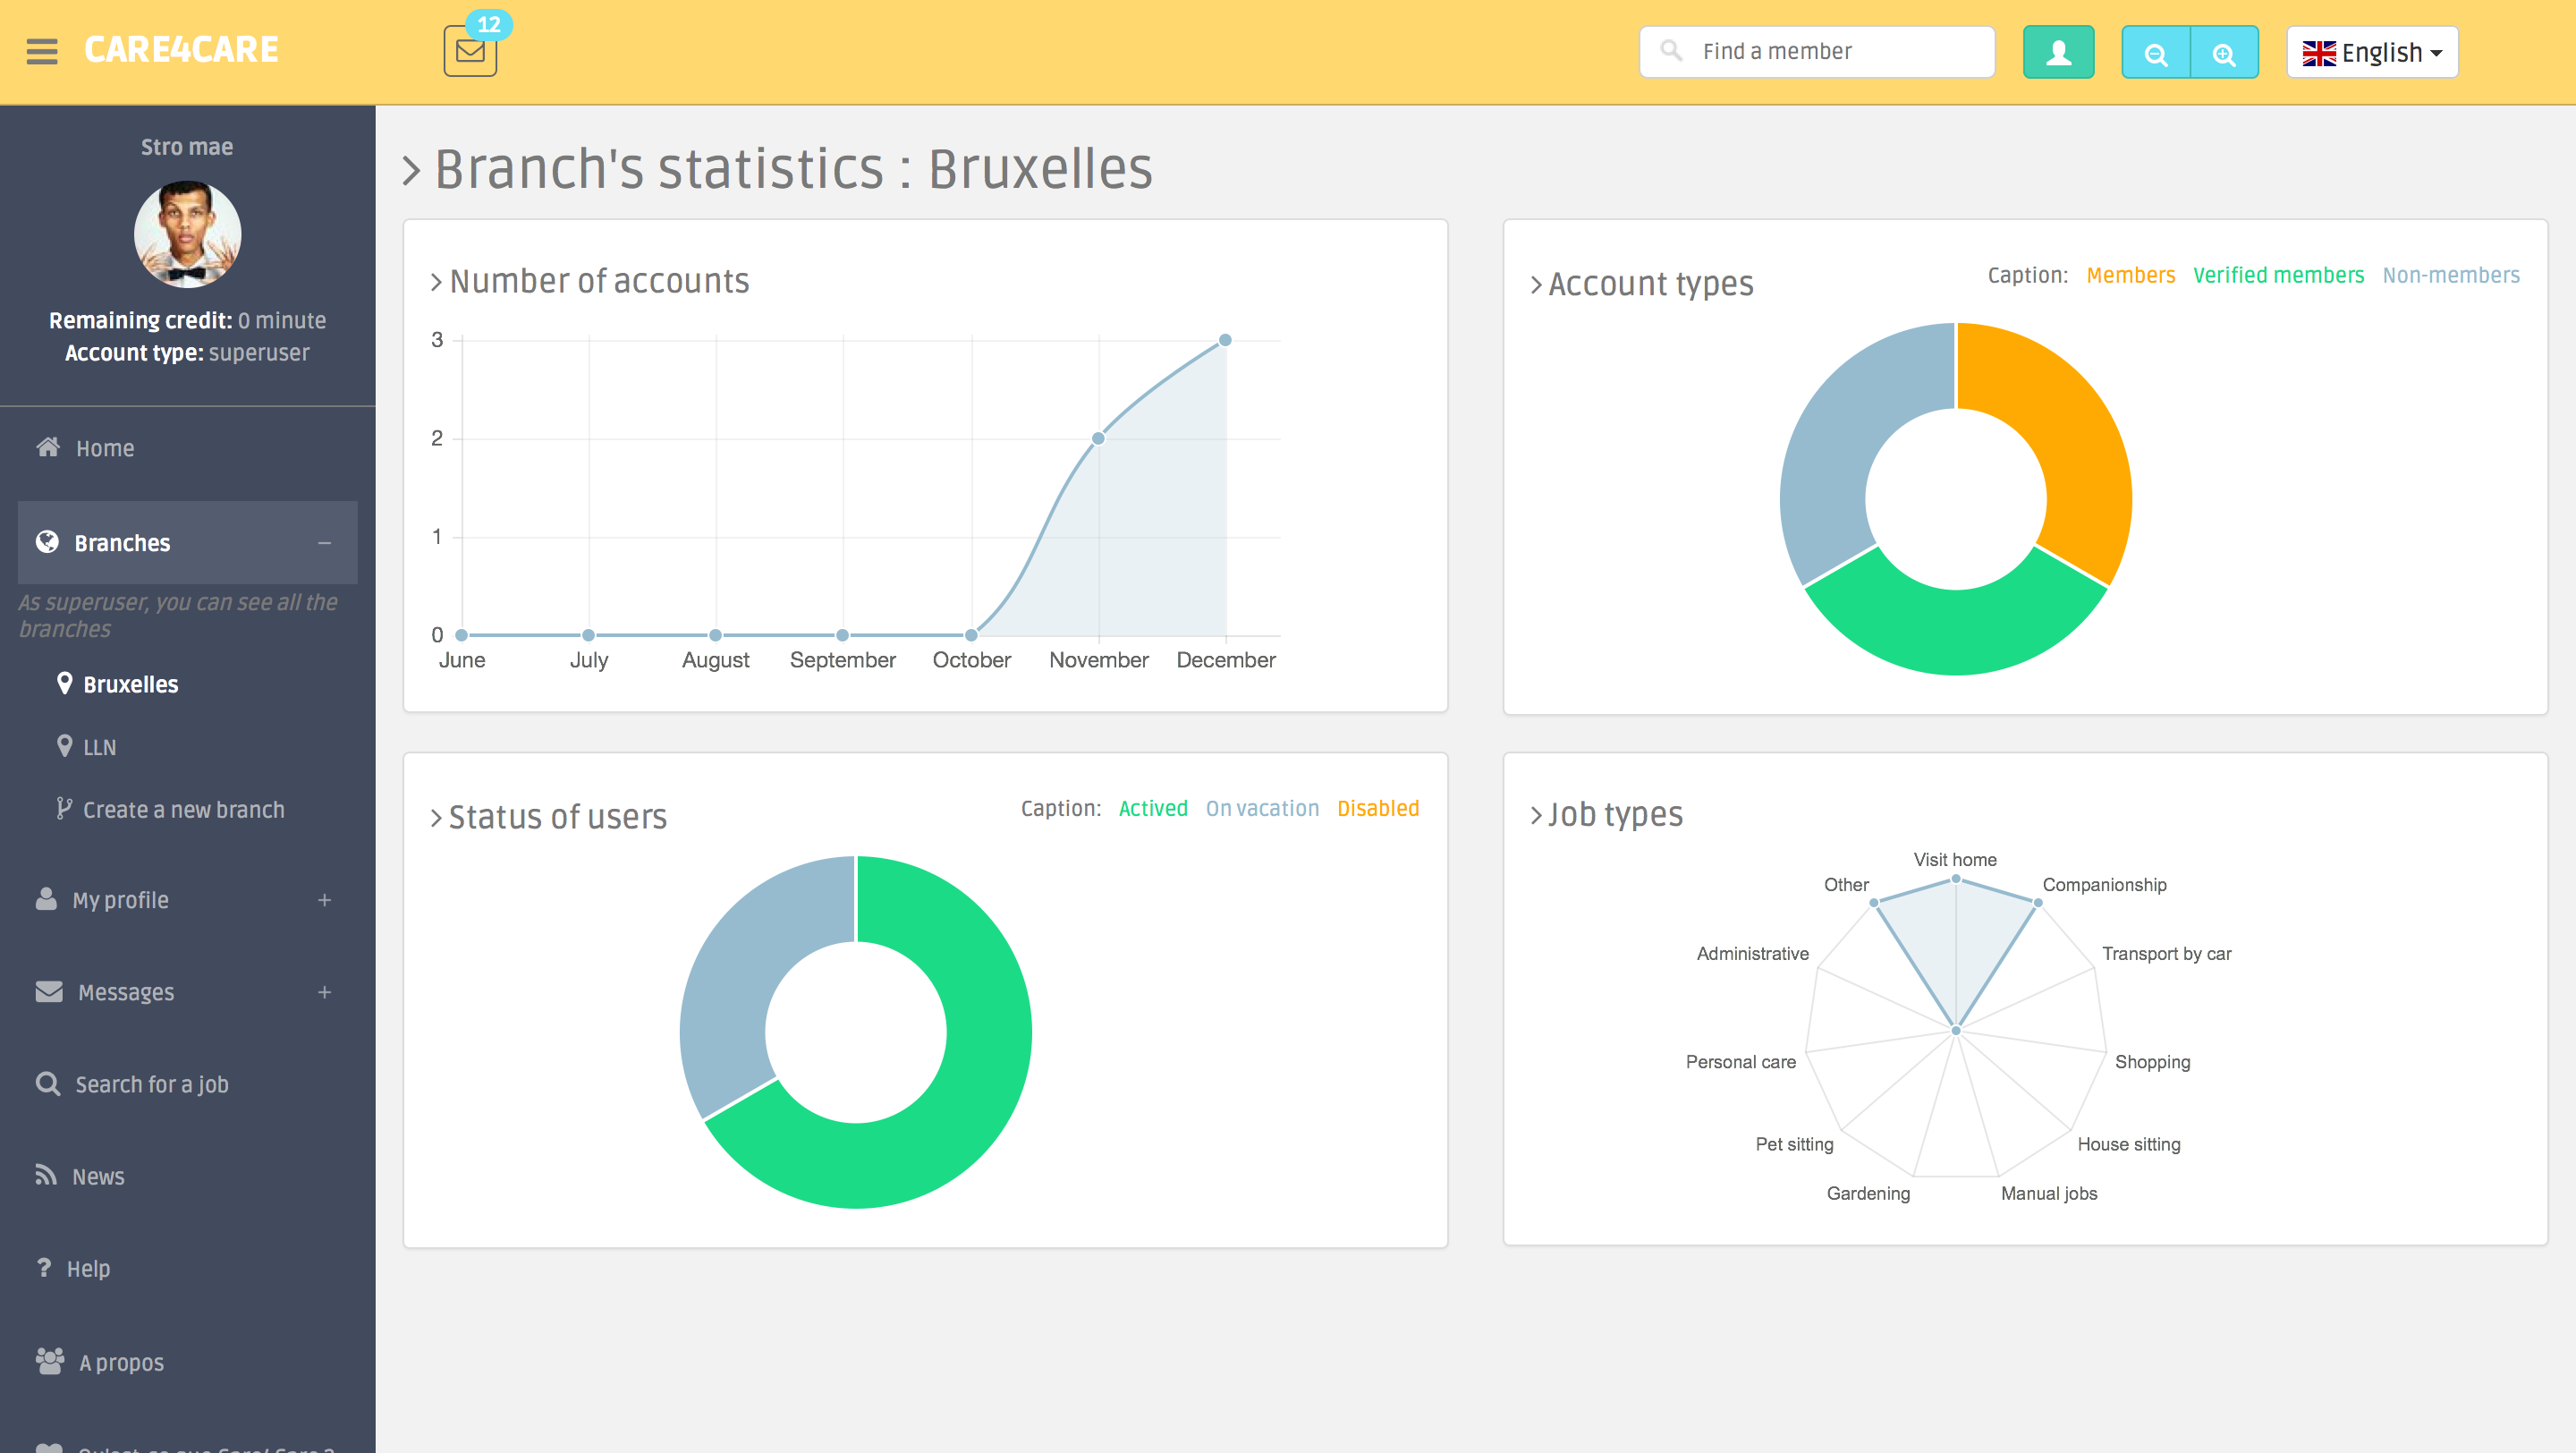 CARE4CARE
12
Find a member
English
Stro mae
Remaining credit: 0 minute
Account type: superuser
Home
Branches
As superuser, you can see all the
branches
Bruxelles
LLN
Create a new branch
My profile
Messages
Search for a job
News
Help
A propos
Branch's statistics : Bruxelles
Number of accounts
3
2
1
0
June July August September October November December
Account types
Caption: Members Verified members Non-members
Status of users
Caption: Actived On vacation Disabled
Job types
Visit home
Other Companionship
Administrative Transport by car
Personal care Shopping
Pet sitting House sitting
Gardening Manual jobs